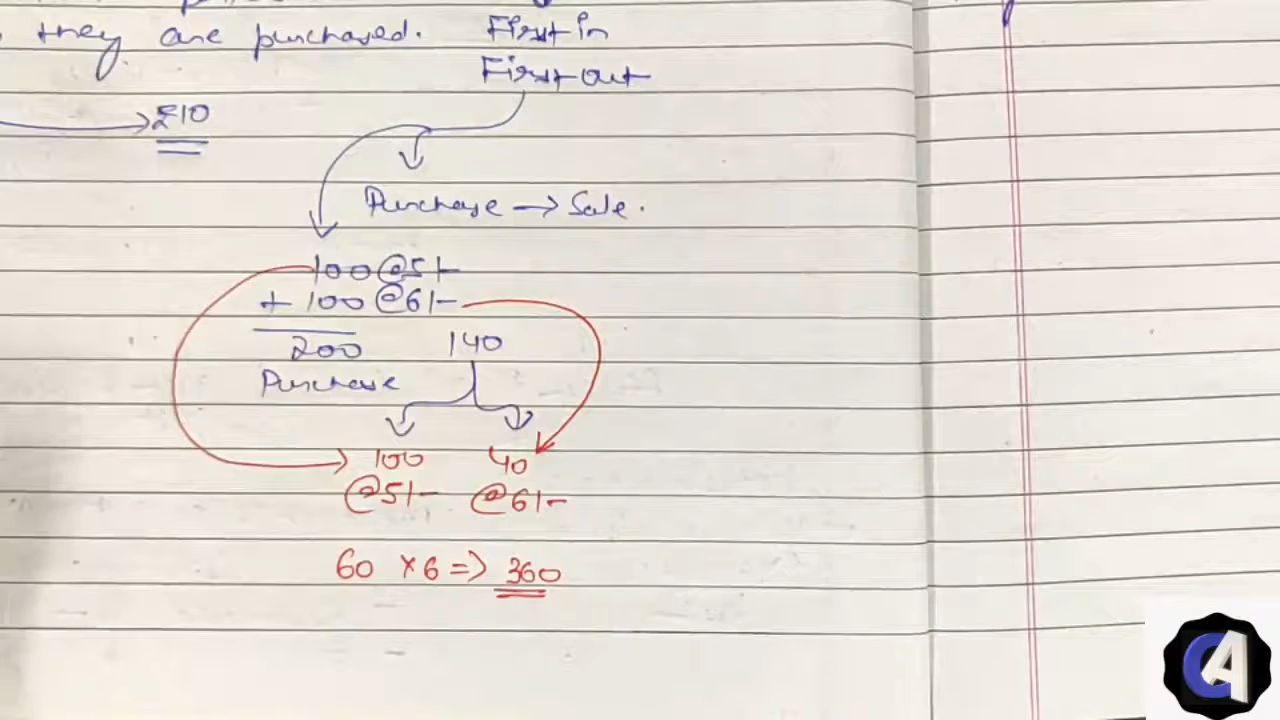 they are purchased. First in
First out
£10
Purchase → Sale.
100 @5/-
+ 100 @6/-
200 140
Purchase
100 40
@5/- @6/-
60 × 6 => 360
CA